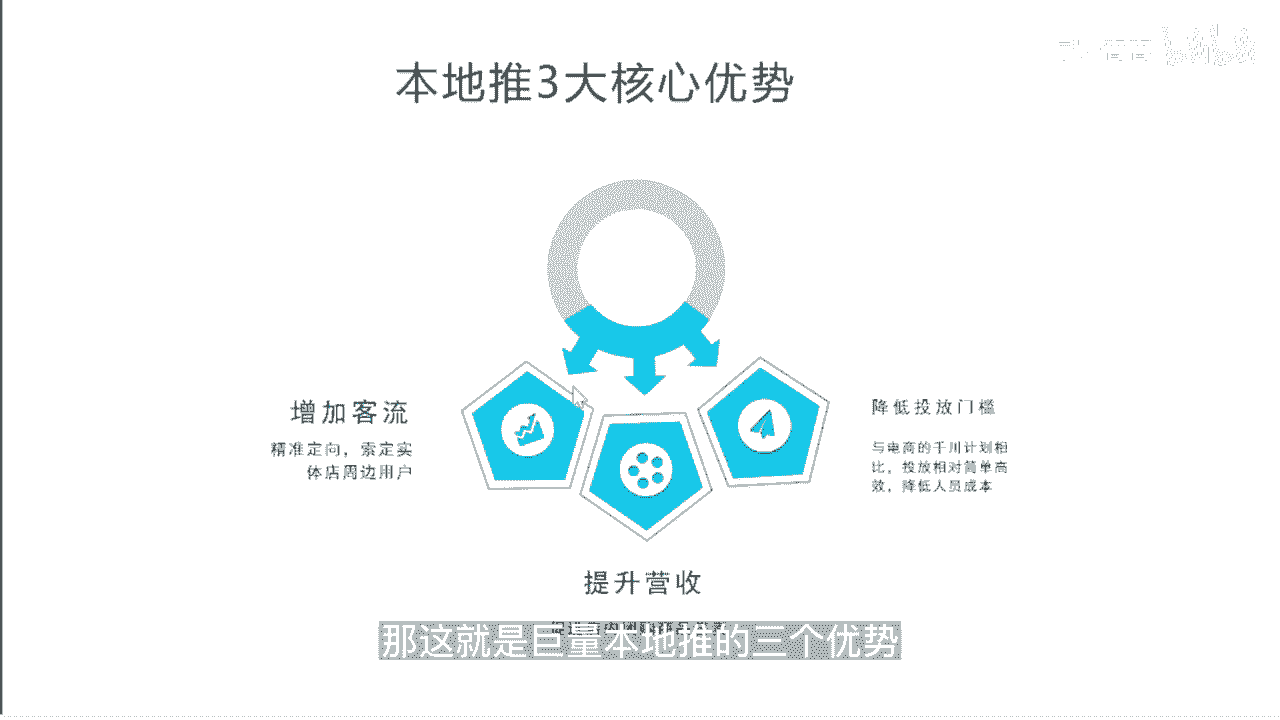 本地推3大核心优势
增加客流
精准定向，索定实
体店周边用户
降低投放门槛
与电商的千川计划相
比，投放相对简单高
效，降低人员成本
提升营收
那这就是巨量本地推的三个优势